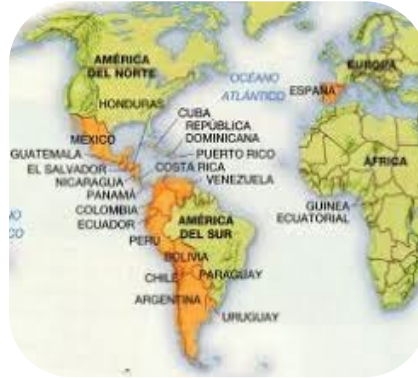 AMÉRICA
DEL NORTE
EUROPA
OCÉANO
ATLÁNTICO
ESPAÑA
HONDURAS
CUBA
REPÚBLICA
DOMINICANA
MÉXICO
PUERTO RICO
GUATEMALA
COSTA RICA
ÁFRICA
EL SALVADOR
VENEZUELA
NICARAGUA
PANAMÁ
GUINEA
ECUATORIAL
COLOMBIA
AMÉRICA
DEL SUR
ECUADOR
PERÚ
BOLIVIA
CHILE
PARAGUAY
ARGENTINA
URUGUAY